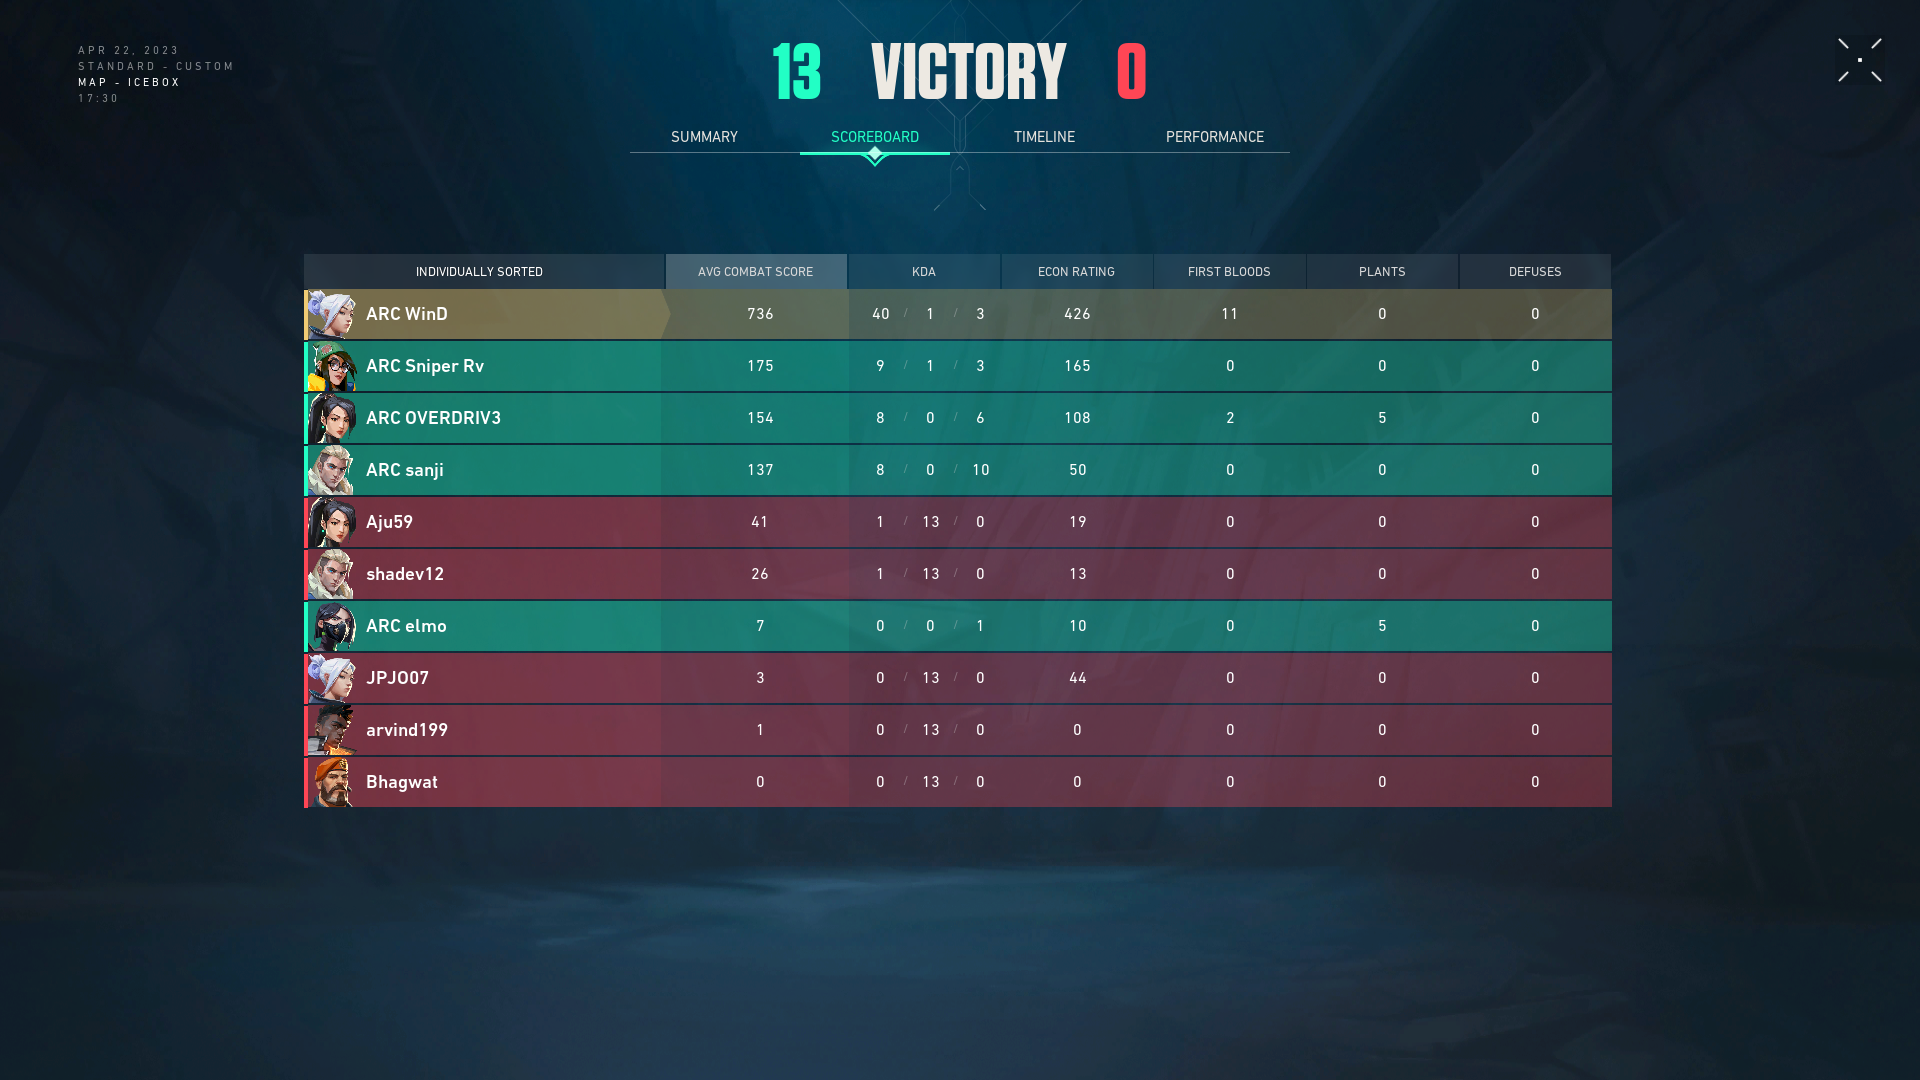 APR 22, 2023
STANDARD - CUSTOM
MAP - ICEBOX
17:30
13 VICTORY 0
SUMMARY SCOREBOARD TIMELINE PERFORMANCE
INDIVIDUALLY SORTED AVG COMBAT SCORE KDA ECON RATING FIRST BLOODS PLANTS DEFUSES
ARC WinD 736 40 / 1 / 3 426 11 0 0
ARC Sniper Rv 175 9 / 1 / 3 165 0 0 0
ARC OVERDRIV3 154 8 / 0 / 6 108 2 5 0
ARC sanji 137 8 / 0 / 10 50 0 0 0
Aju59 41 1 / 13 / 0 19 0 0 0
shadev12 26 1 / 13 / 0 13 0 0 0
ARC elmo 7 0 / 0 / 1 10 0 5 0
JPJO07 3 0 / 13 / 0 44 0 0 0
arvind199 1 0 / 13 / 0 0 0 0 0
Bhagwat 0 0 / 13 / 0 0 0 0 0